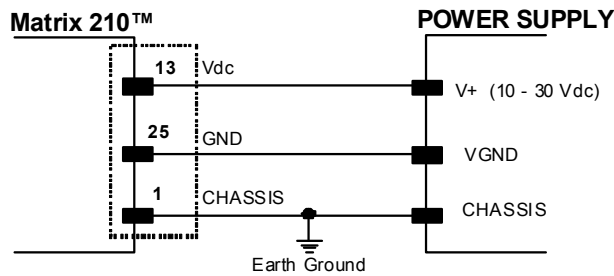 Matrix 210™ POWER SUPPLY
13 Vdc V+ (10 - 30 Vdc)
25 GND VGND
1 CHASSIS CHASSIS
Earth Ground